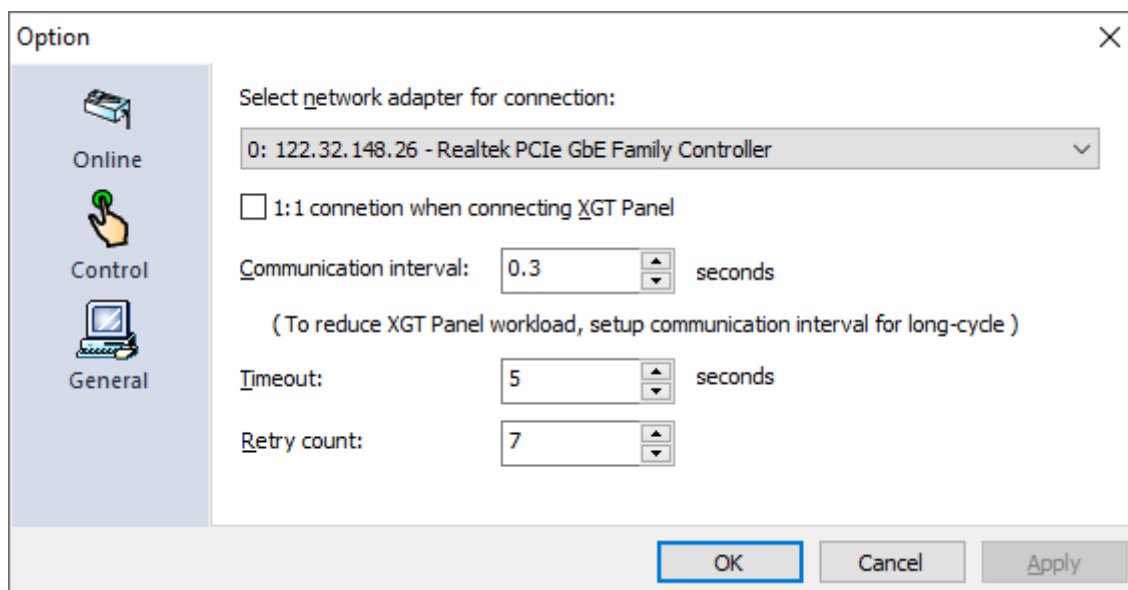 Option
Online
Control
General
Select network adapter for connection:
0: 122.32.148.26 - Realtek PCIe GbE Family Controller
1:1 connetion when connecting XGT Panel
Communication interval: 0.3 seconds
( To reduce XGT Panel workload, setup communication interval for long-cycle )
Timeout: 5 seconds
Retry count: 7
OK Cancel Apply